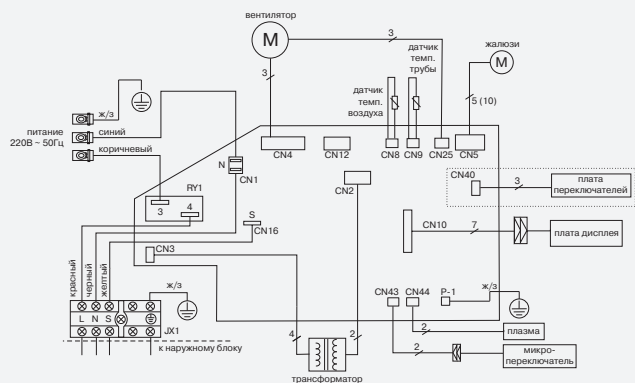 вентилятор
M
3
3
датчик
темп.
трубы
жалюзи
M
5 (10)
датчик
темп.
воздуха
ж/з
синий
питание
220В ~ 50Гц
коричневый
N
CN1
CN4
CN12
CN8
CN9
CN25
CN5
CN2
CN40
3
плата
переключателей
RY1
3
4
S
CN16
CN10
7
плата дисплея
CN3
красный
черный
желтый
ж/з
CN43
CN44
P-1
ж/з
L
N
S
JX1
к наружному блоку
4
2
трансформатор
2
плазма
2
микро-
переключатель